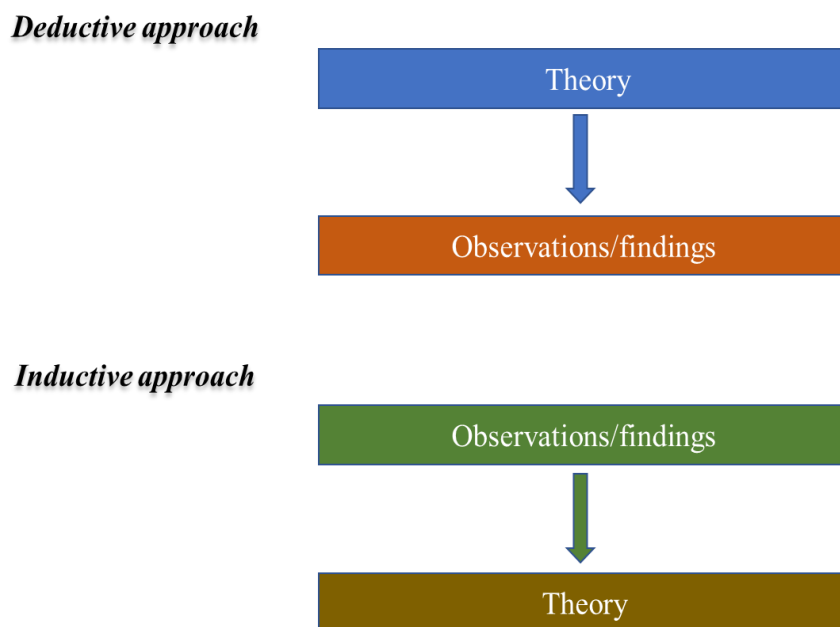 Deductive approach
Theory
Observations/findings
Inductive approach
Observations/findings
Theory